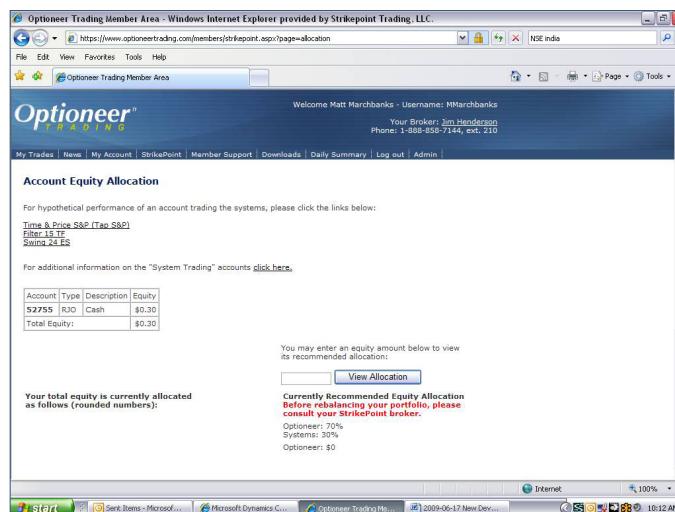 Optioneer Trading Member Area - Windows Internet Explorer provided by Strikepoint Trading, LLC.
https://www.optioneertrading.com/members/strikepoint.aspx?page=allocation
NSE india
File Edit View Favorites Tools Help
Optioneer Trading Member Area
Page Tools
Optioneer
TRADING
Welcome Matt Marchbanks - Username: MMarchbanks
Your Broker: Jim Henderson
Phone: 1-888-858-7144, ext. 210
My Trades News My Account StrikePoint Member Support Downloads Daily Summary Log out Admin
Account Equity Allocation
For hypothetical performance of an account trading the systems, please click the links below:
Time & Price S&P (Tap S&P)
Filter 15 TF
Swing 24 ES
For additional information on the "System Trading" accounts click here.
Account Type Description Equity
52755 RJO Cash $0.30
Total Equity: $0.30
You may enter an equity amount below to view
its recommended allocation:
View Allocation
Your total equity is currently allocated
as follows (rounded numbers):
Currently Recommended Equity Allocation
Before rebalancing your portfolio, please
consult your StrikePoint broker.
Optioneer: 70%
Systems: 30%
Optioneer: $0
Internet 100%
start Sent Items - Microsof... Microsoft Dynamics C... Optioneer Trading Me... 2009-06-17 New Dev... 10:12 AM